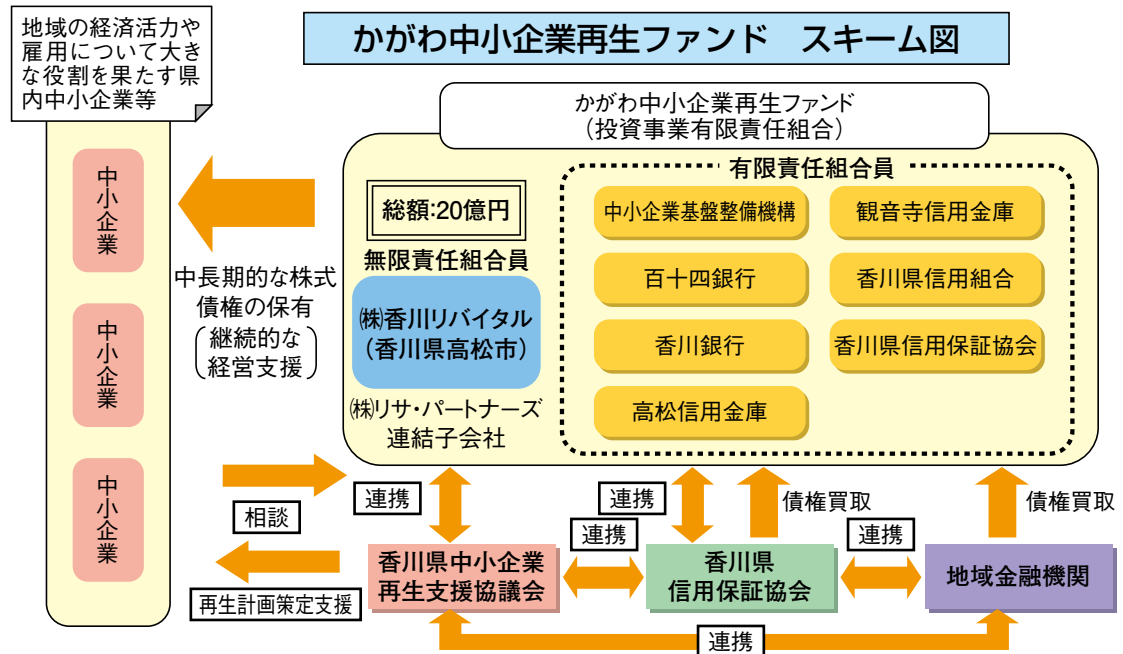 地域の経済活力や
雇用について大き
な役割を果たす県
内中小企業等
かがわ中小企業再生ファンド　スキーム図
かがわ中小企業再生ファンド
（投資事業有限責任組合）
中小企業
中小企業
中小企業
中長期的な株式
債権の保有
（継続的な
経営支援）
総額:20億円
無限責任組合員
㈱香川リバイタル
（香川県高松市）
㈱リサ・パートナーズ
連結子会社
有限責任組合員
中小企業基盤整備機構
観音寺信用金庫
百十四銀行
香川県信用組合
香川銀行
香川県信用保証協会
高松信用金庫
相談
再生計画策定支援
連携
連携
連携
債権買取
連携
債権買取
香川県中小企業
再生支援協議会
香川県
信用保証協会
地域金融機関
連携